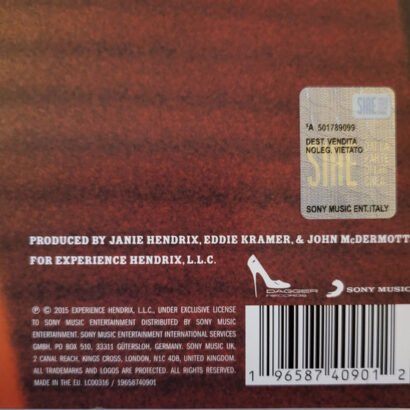 SIAE
*A 501789099
DEST. VENDITA
NOLEG. VIETATO
SIAE
SONY MUSIC ENT.ITALY
PRODUCED BY JANIE HENDRIX, EDDIE KRAMER, & JOHN McDERMOTT
FOR EXPERIENCE HENDRIX, L.L.C.
DAGGER
RECORDS
SONY MUSIC
℗ © 2015 EXPERIENCE HENDRIX, L.L.C., UNDER EXCLUSIVE LICENSE
TO SONY MUSIC ENTERTAINMENT DISTRIBUTED BY SONY MUSIC
ENTERTAINMENT. SONY MUSIC ENTERTAINMENT INTERNATIONAL SERVICES
GMBH, PO BOX 510, 33311 GÜTERSLOH, GERMANY. SONY MUSIC UK,
2 CANAL REACH, KINGS CROSS, LONDON, N1C 4DB, UNITED KINGDOM.
ALL TRADEMARKS AND LOGOS ARE PROTECTED. ALL RIGHTS RESERVED.
MADE IN THE EU. LC00316 / 19658740901
1 96587 40901 2